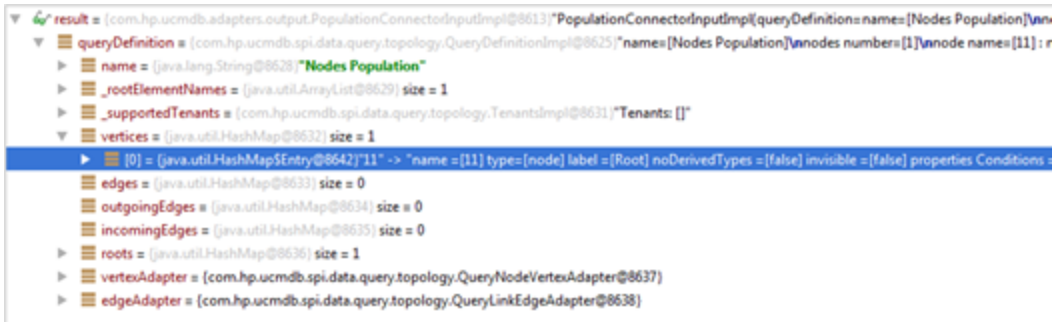 result = {com.hp.ucmdb.adapters.output.PopulationConnectorInputImpl@8613}"PopulationConnectorInputImpl{queryDefinition=name=[Nodes Population]\n
queryDefinition = {com.hp.ucmdb.spi.data.query.topology.QueryDefinitionImpl@8625}"name=[Nodes Population]\nnodes number=[1]\nnode name=[11] :
name = {java.lang.String@8628}"Nodes Population"
_rootElementNames = {java.util.ArrayList@8629} size = 1
_supportedTenants = {com.hp.ucmdb.spi.data.query.topology.TenantsImpl@8631}"Tenants: []"
vertices = {java.util.HashMap@8632} size = 1
[0] = {java.util.HashMap$Entry@8642}"11" -> "name =[11] type=[node] label =[Root] noDerivedTypes =[false] invisible =[false] properties Conditions =
edges = {java.util.HashMap@8633} size = 0
outgoingEdges = {java.util.HashMap@8634} size = 0
incomingEdges = {java.util.HashMap@8635} size = 0
roots = {java.util.HashMap@8636} size = 1
vertexAdapter = {com.hp.ucmdb.spi.data.query.topology.QueryNodeVertexAdapter@8637}
edgeAdapter = {com.hp.ucmdb.spi.data.query.topology.QueryLinkEdgeAdapter@8638}